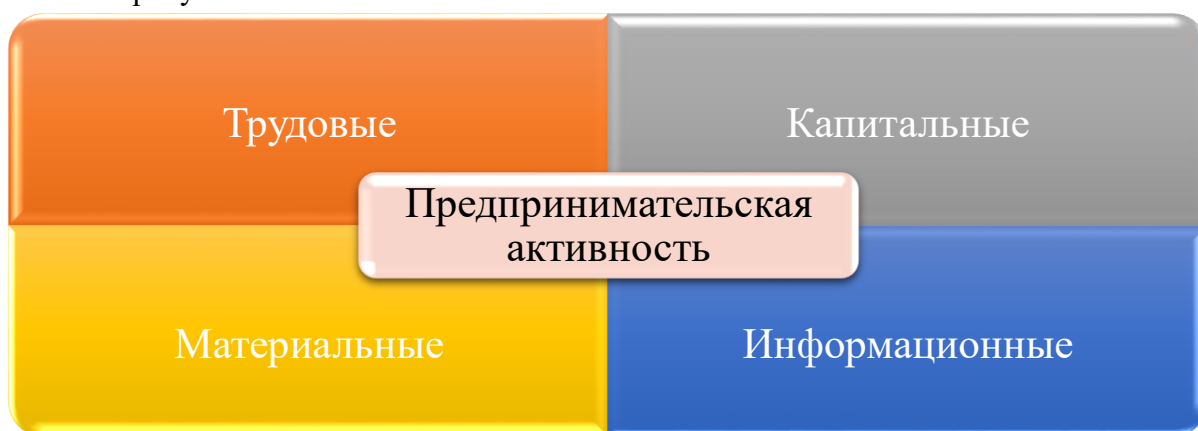 Трудовые
Капитальные
Предпринимательская
активность
Материальные
Информационные